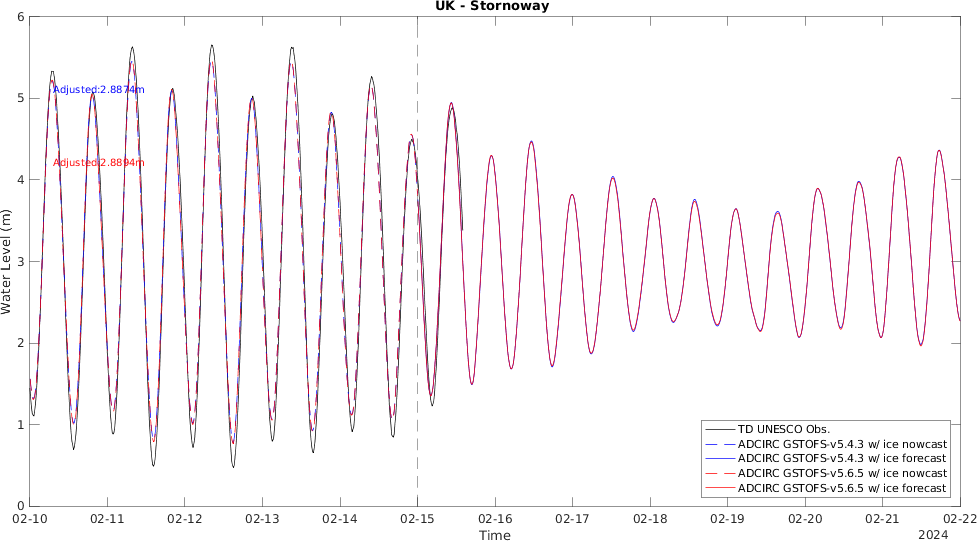 UK - Stornoway
6
5
4
3
2
1
0
Water Level (m)
Adjusted:2.8874m
Adjusted:2.8894m
TD UNESCO Obs.
ADCIRC GSTOFS-v5.4.3 w/ ice nowcast
ADCIRC GSTOFS-v5.4.3 w/ ice forecast
ADCIRC GSTOFS-v5.6.5 w/ ice nowcast
ADCIRC GSTOFS-v5.6.5 w/ ice forecast
02-10 02-11 02-12 02-13 02-14 02-15 02-16 02-17 02-18 02-19 02-20 02-21 02-22
Time
2024